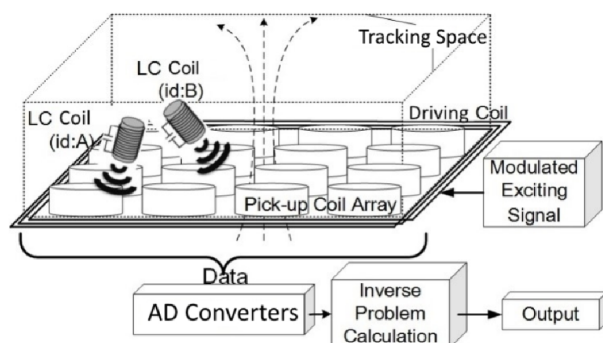 Tracking Space
LC Coil
(id:B)
LC Coil
(id:A)
Driving Coil
Pick-up Coil Array
Modulated
Exciting
Signal
Data
AD Converters
Inverse
Problem
Calculation
Output